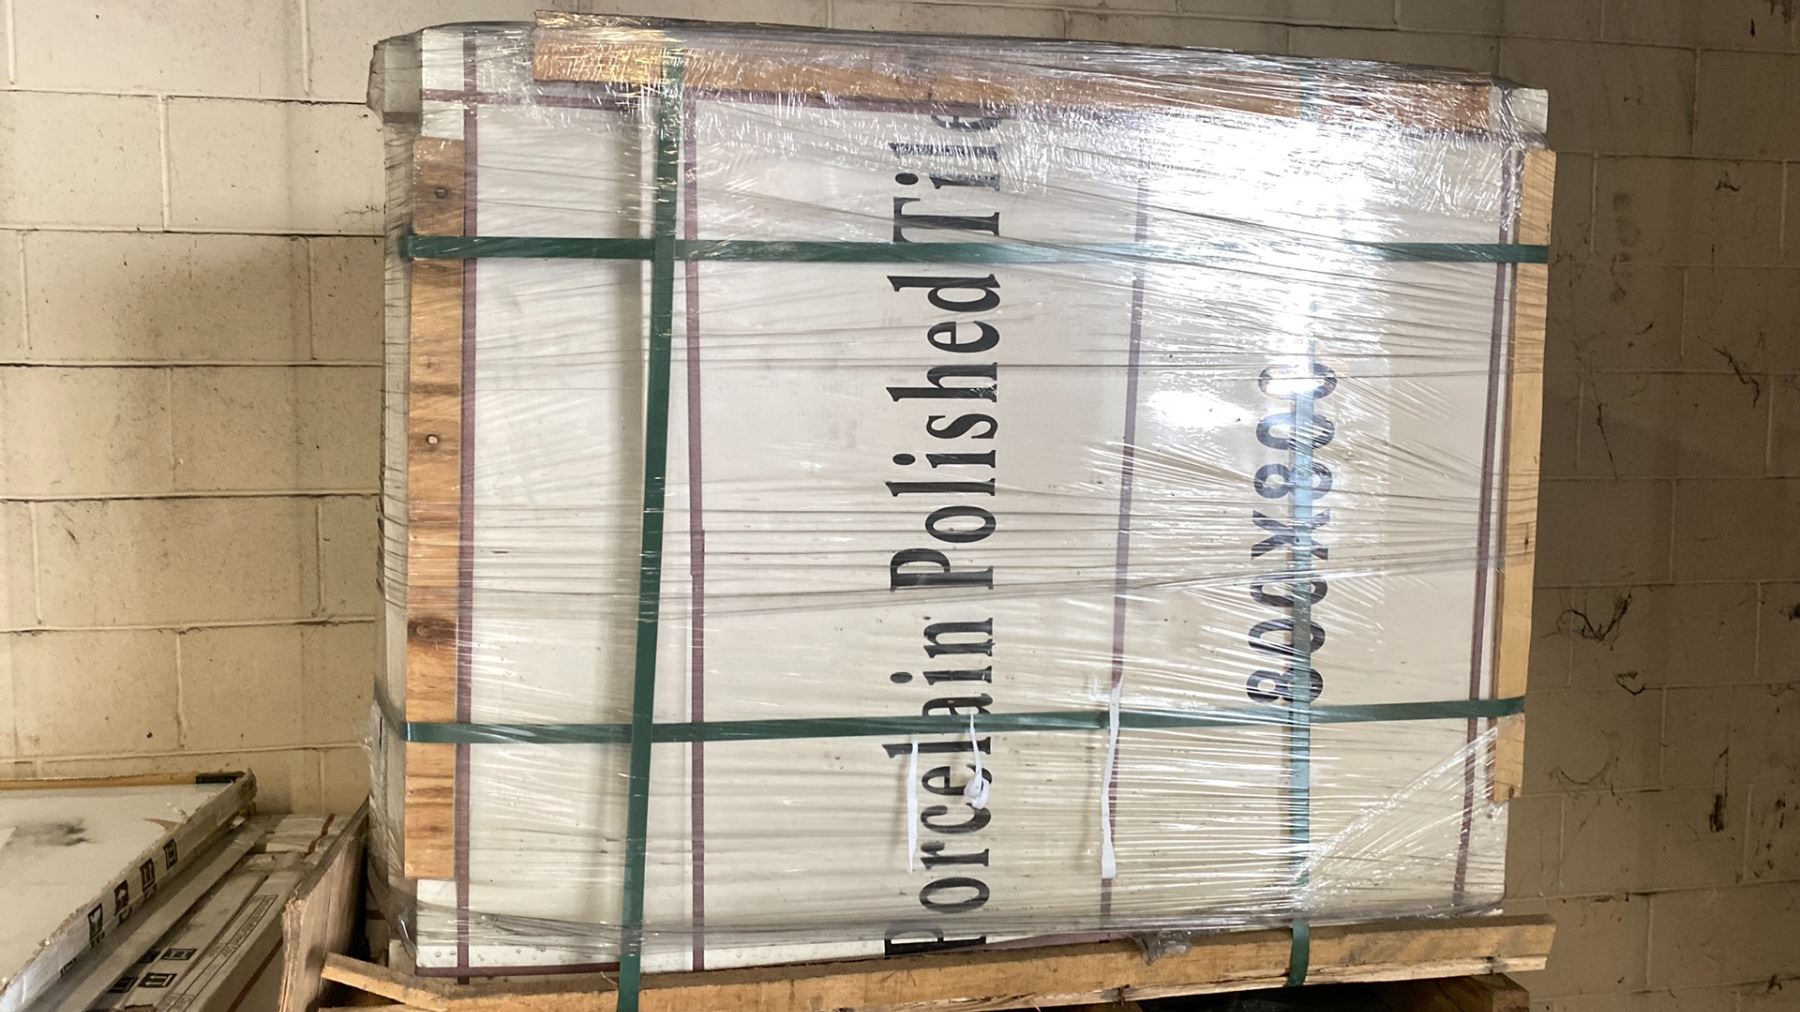 Porcelain Polished Tile
800X800